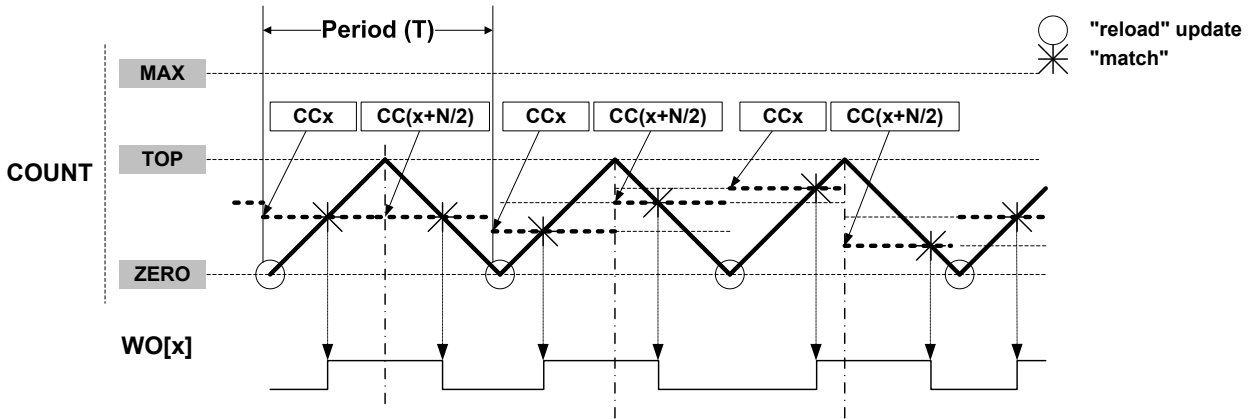 Period (T)
"reload" update
"match"
MAX
CCx
CC(x+N/2)
CCx
CC(x+N/2)
CCx
CC(x+N/2)
TOP
COUNT
ZERO
WO[x]